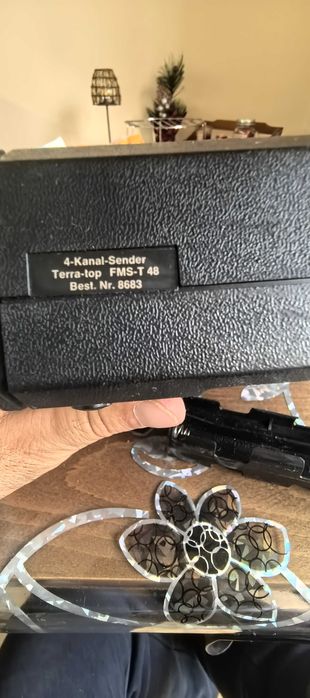 4-Kanal-Sender
Terra-top FMS-T 48
Best. Nr. 8683